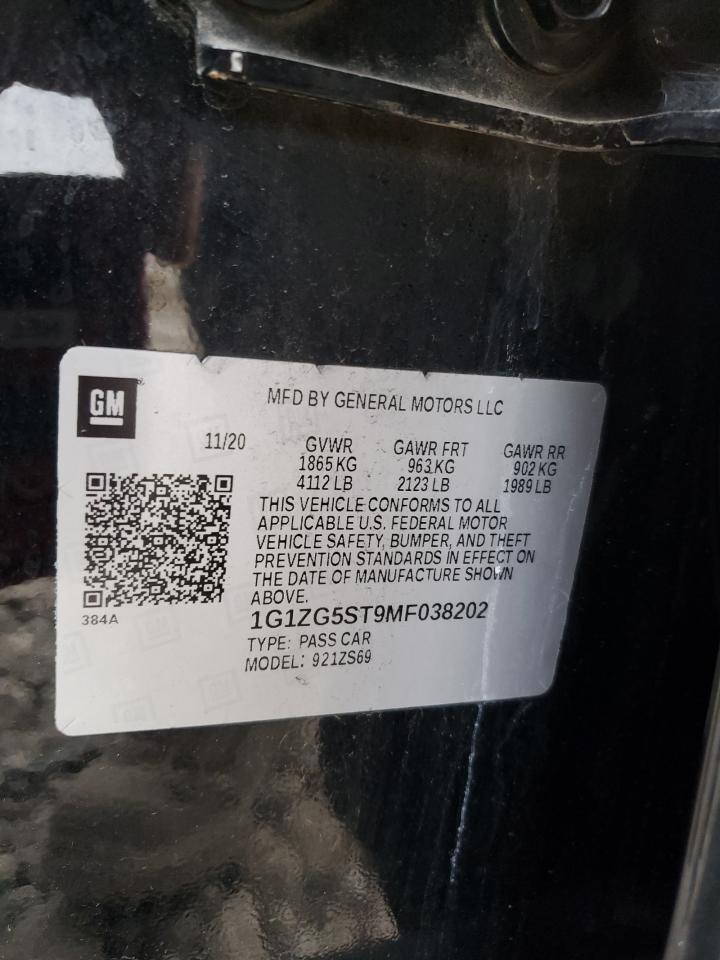 GM
MFD BY GENERAL MOTORS LLC
11/20 GVWR GAWR FRT GAWR RR
1865 KG 963 KG 902 KG
4112 LB 2123 LB 1989 LB
THIS VEHICLE CONFORMS TO ALL
APPLICABLE U.S. FEDERAL MOTOR
VEHICLE SAFETY, BUMPER, AND THEFT
PREVENTION STANDARDS IN EFFECT ON
THE DATE OF MANUFACTURE SHOWN
ABOVE.
384A
1G1ZG5ST9MF038202
TYPE: PASS CAR
MODEL: 921ZS69